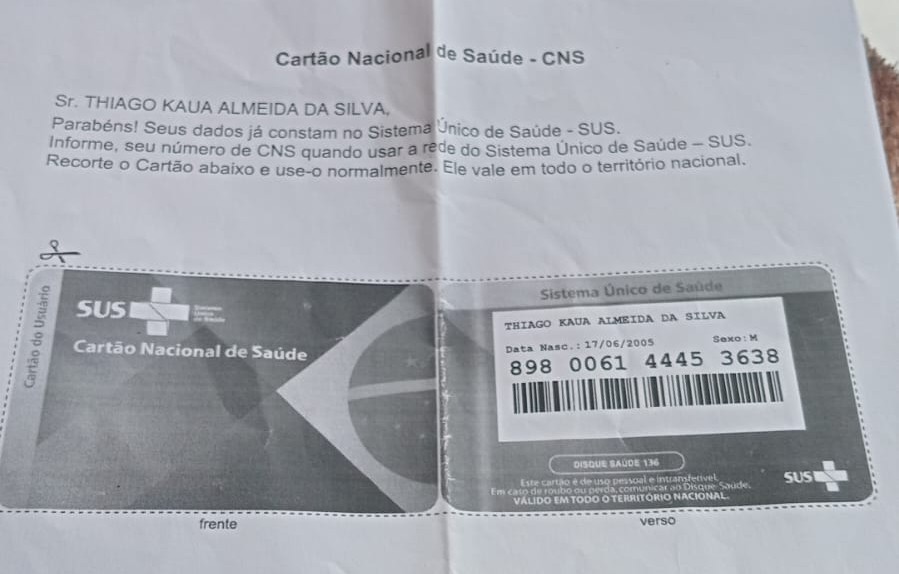 Cartão Nacional de Saúde - CNS
Sr. THIAGO KAUA ALMEIDA DA SILVA,
Parabéns! Seus dados já constam no Sistema Único de Saúde - SUS.
Informe, seu número de CNS quando usar a rede do Sistema Único de Saúde – SUS.
Recorte o Cartão abaixo e use-o normalmente. Ele vale em todo o território nacional.
Cartão do Usuário
SUS
Sistema
Único
de Saúde
Cartão Nacional de Saúde
frente
Sistema Único de Saúde
THIAGO KAUA ALMEIDA DA SILVA
Data Nasc.: 17/06/2005 Sexo: M
898 0061 4445 3638
DISQUE SAÚDE 136
Este cartão é de uso pessoal e intransferível.
Em caso de roubo ou perda, comunicar ao Disque-Saúde.
VÁLIDO EM TODO O TERRITÓRIO NACIONAL.
SUS
verso